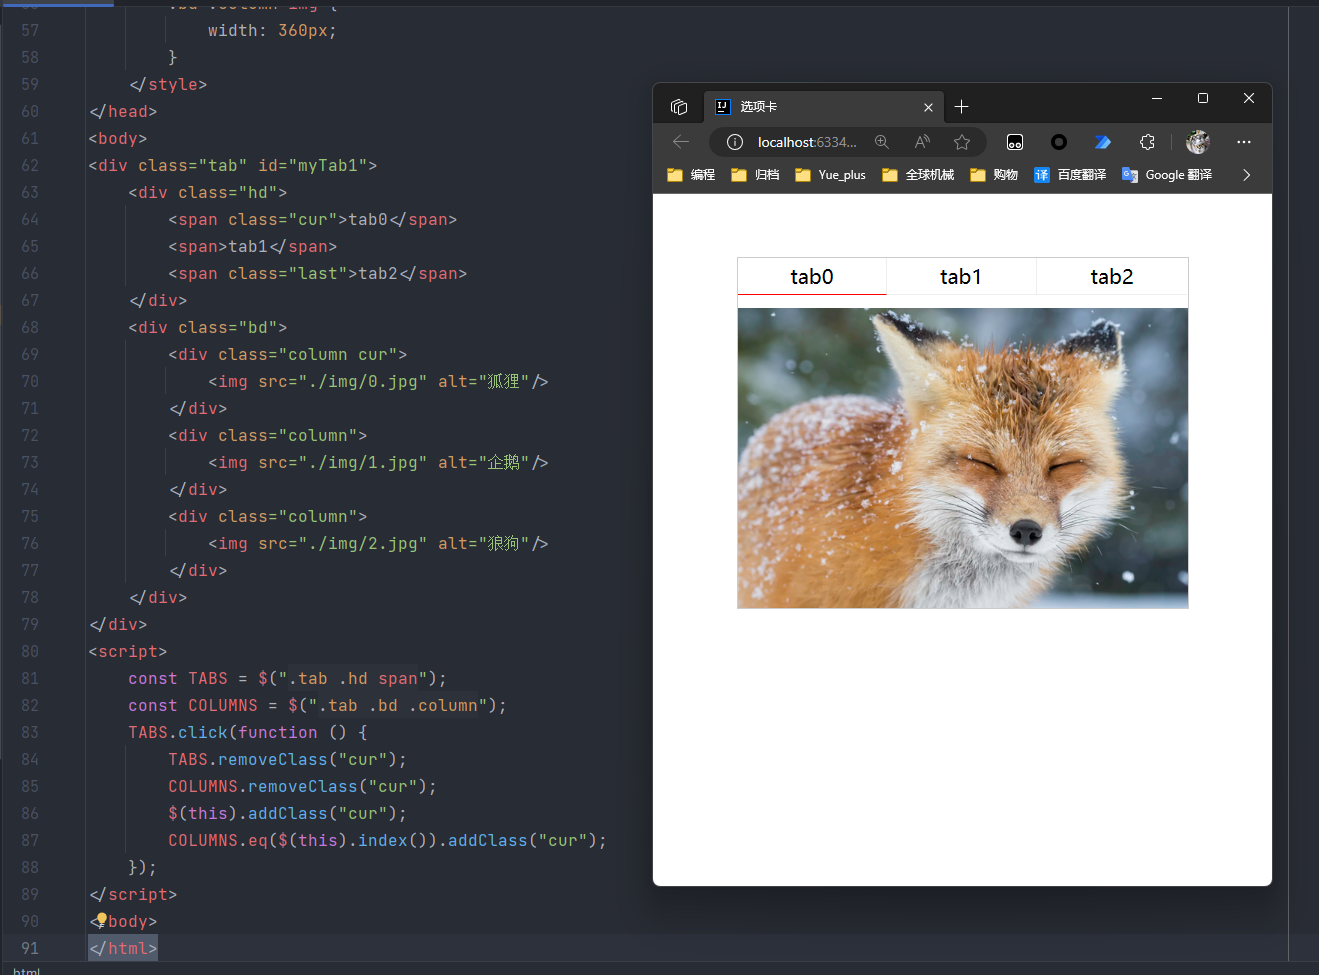 57 width: 360px;
58 }
59 </style>
60 </head>
61 <body>
62 <div class="tab" id="myTab1">
63 <div class="hd">
64 <span class="cur">tab0</span>
65 <span>tab1</span>
66 <span class="last">tab2</span>
67 </div>
68 <div class="bd">
69 <div class="column cur">
70 <img src="./img/0.jpg" alt="狐狸"/>
71 </div>
72 <div class="column">
73 <img src="./img/1.jpg" alt="企鹅"/>
74 </div>
75 <div class="column">
76 <img src="./img/2.jpg" alt="狼狗"/>
77 </div>
78 </div>
79 </div>
80 <script>
81 const TABS = $(".tab .hd span");
82 const COLUMNS = $(".tab .bd .column");
83 TABS.click(function () {
84 TABS.removeClass("cur");
85 COLUMNS.removeClass("cur");
86 $(this).addClass("cur");
87 COLUMNS.eq($(this).index()).addClass("cur");
88 });
89 </script>
90 </body>
91 </html>
html
选项卡
localhost:6334...
编程 归档 Yue_plus 全球机械 购物 译 百度翻译 Google 翻译
tab0 tab1 tab2